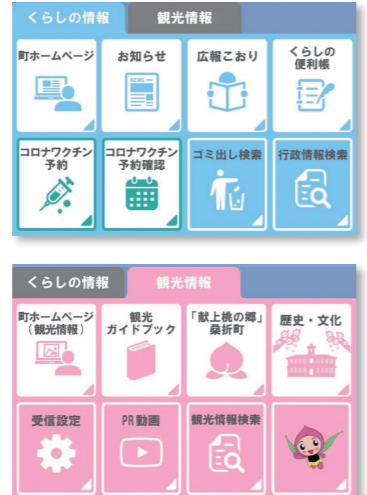 くらしの情報 観光情報
町ホームページ お知らせ 広報こおり くらしの
便利帳
NEWS
コロナワクチン
予約 コロナワクチン
予約確認 ゴミ出し検索 行政情報検索
くらしの情報 観光情報
町ホームページ
（観光情報） 観光
ガイドブック 「献上桃の郷」
桑折町 歴史・文化
受信設定 PR動画 観光情報検索